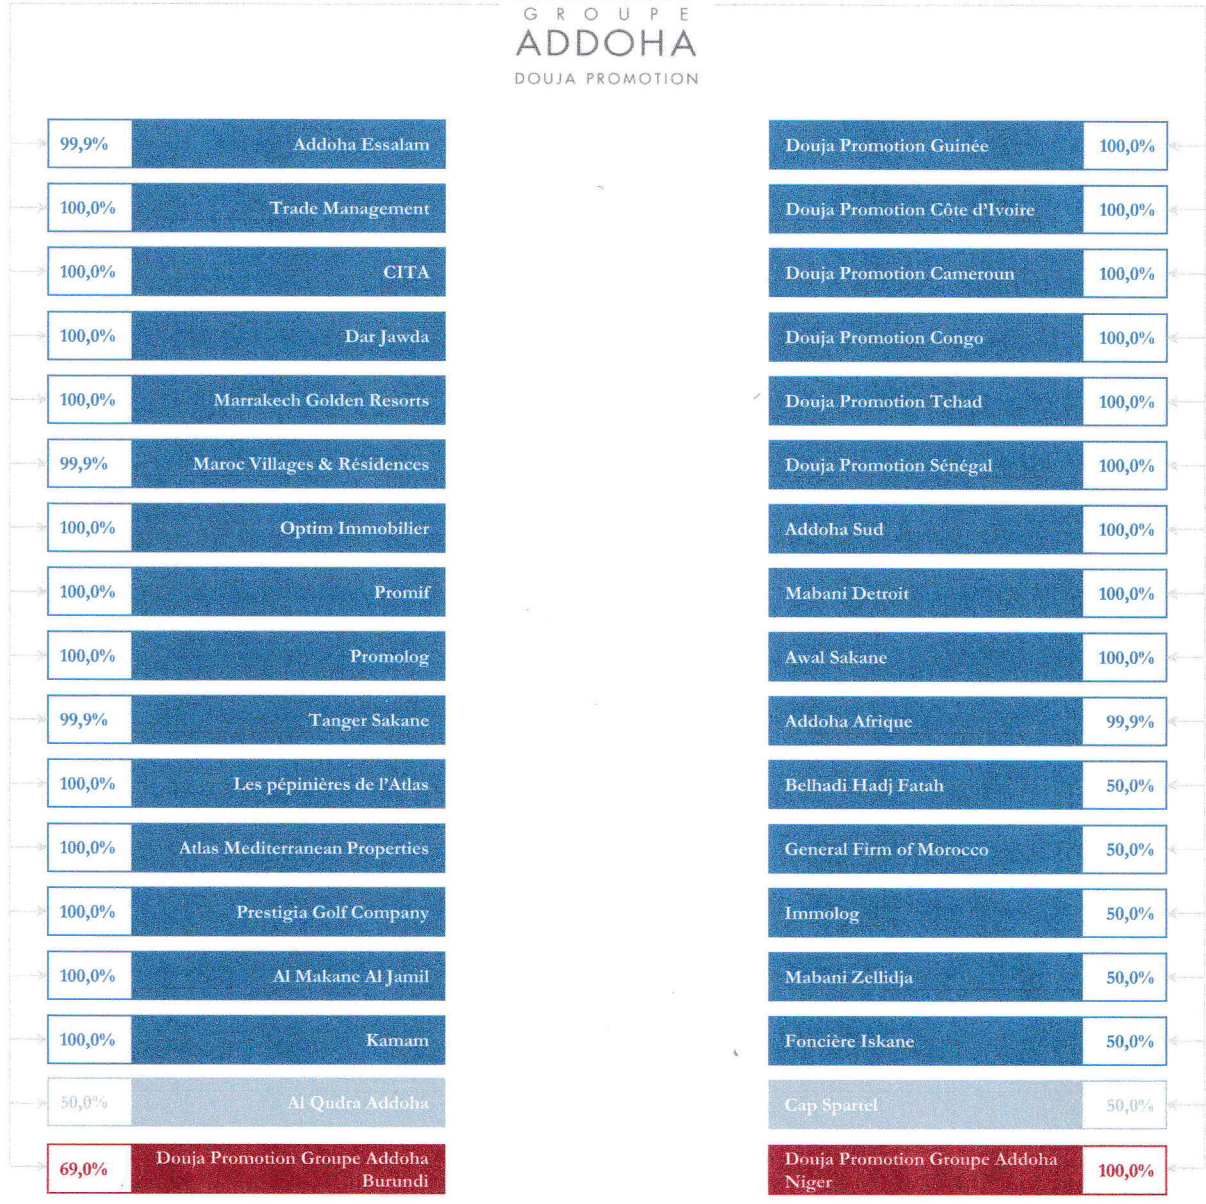 GROUPE
ADDOHA
DOUJA PROMOTION
99,9% Addoha Essalam
100,0% Trade Management
100,0% CITA
100,0% Dar Jawda
100,0% Marrakech Golden Resorts
99,9% Maroc Villages & Résidences
100,0% Optim Immobilier
100,0% Promif
100,0% Promolog
99,9% Tanger Sakane
100,0% Les pépinières de l'Atlas
100,0% Atlas Mediterranean Properties
100,0% Prestigia Golf Company
100,0% Al Makane Al Jamil
100,0% Kamam
50,0% Al Qudra Addoha
69,0% Douja Promotion Groupe Addoha
Burundi
Douja Promotion Guinée 100,0%
Douja Promotion Côte d'Ivoire 100,0%
Douja Promotion Cameroun 100,0%
Douja Promotion Congo 100,0%
Douja Promotion Tchad 100,0%
Douja Promotion Sénégal 100,0%
Addoha Sud 100,0%
Mabani Detroit 100,0%
Awal Sakane 100,0%
Addoha Afrique 99,9%
Belhadi Hadj Fatah 50,0%
General Firm of Morocco 50,0%
Immolog 50,0%
Mabani Zellidja 50,0%
Foncière Iskane 50,0%
Cap Spartel 50,0%
Douja Promotion Groupe Addoha 100,0%
Niger